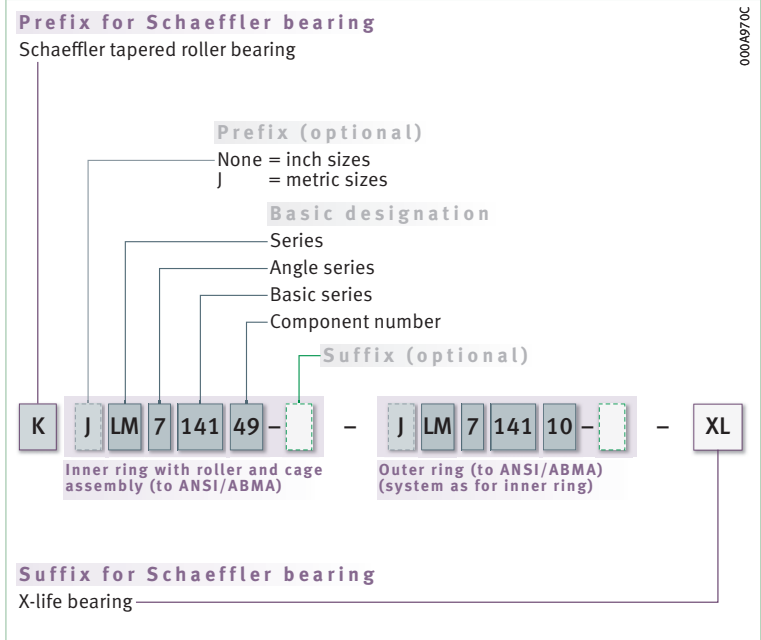 Prefix for Schaeffler bearing
Schaeffler tapered roller bearing
000A970C
Prefix (optional)
None = inch sizes
J = metric sizes
Basic designation
Series
Angle series
Basic series
Component number
Suffix (optional)
K J LM 7 141 49 – – J LM 7 141 10 – – XL
Inner ring with roller and cage
assembly (to ANSI/ABMA)
Outer ring (to ANSI/ABMA)
(system as for inner ring)
Suffix for Schaeffler bearing
X-life bearing